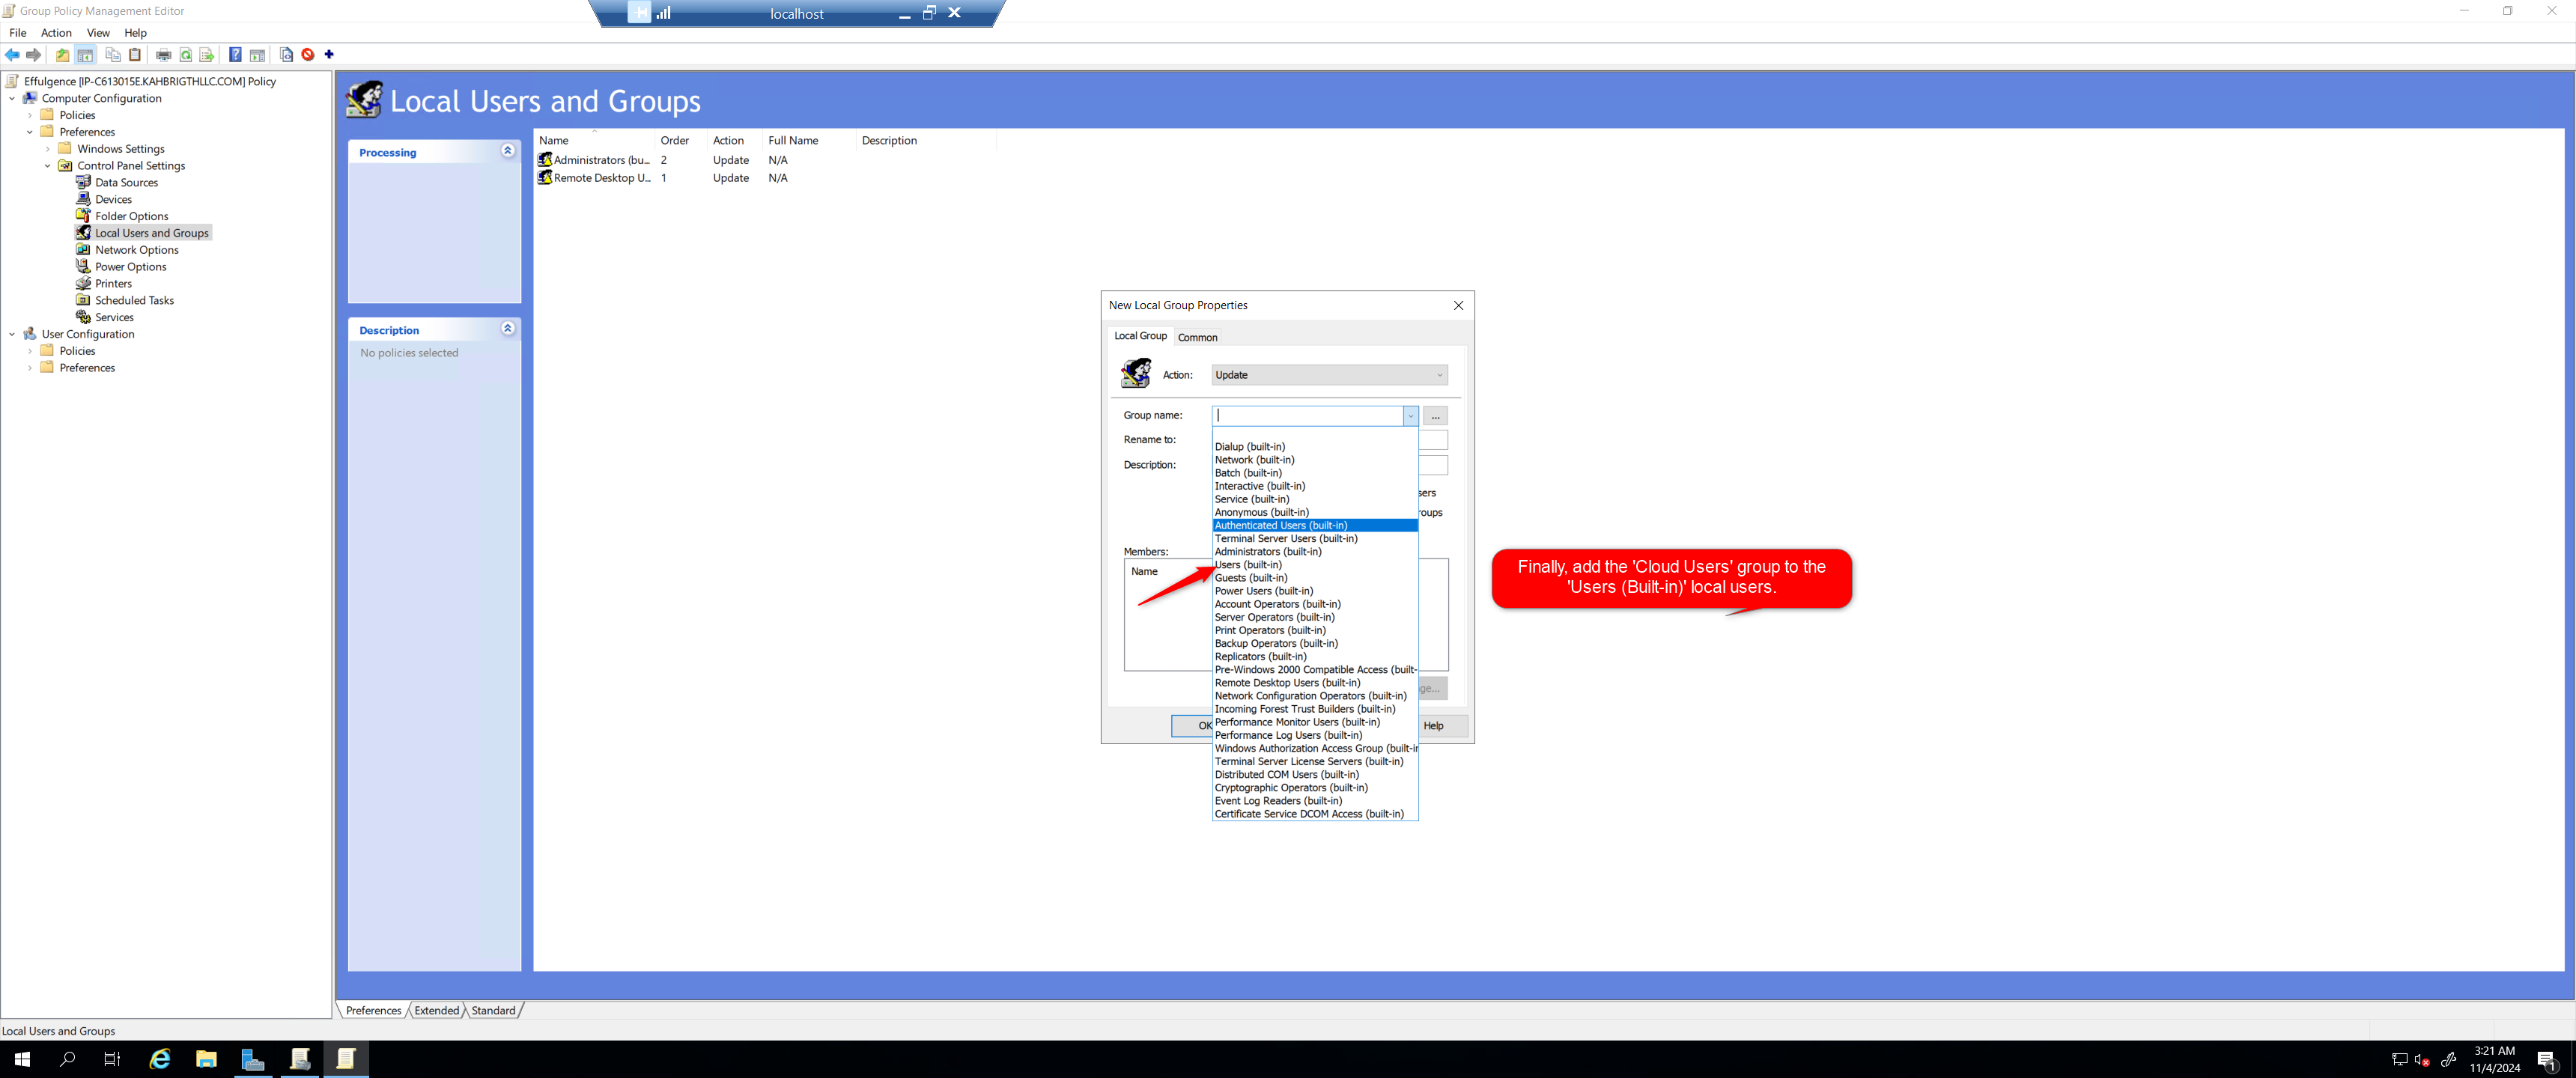 Group Policy Management Editor
localhost
File Action View Help
Effulgence [IP-C613015E.KAHBRIGTHLLC.COM] Policy
Computer Configuration
Policies
Preferences
Windows Settings
Control Panel Settings
Data Sources
Devices
Folder Options
Local Users and Groups
Network Options
Power Options
Printers
Scheduled Tasks
Services
User Configuration
Policies
Preferences
Local Users and Groups
Processing
Description
No policies selected
Name Order Action Full Name Description
Administrators (bu... 2 Update N/A
Remote Desktop U... 1 Update N/A
New Local Group Properties
Local Group Common
Action: Update
Group name: ...
Rename to:
Description:
sers
roups
Members:
Name
Dialup (built-in)
Network (built-in)
Batch (built-in)
Interactive (built-in)
Service (built-in)
Anonymous (built-in)
Authenticated Users (built-in)
Terminal Server Users (built-in)
Administrators (built-in)
Users (built-in)
Guests (built-in)
Power Users (built-in)
Account Operators (built-in)
Server Operators (built-in)
Print Operators (built-in)
Backup Operators (built-in)
Replicators (built-in)
Pre-Windows 2000 Compatible Access (built-
Remote Desktop Users (built-in)
Network Configuration Operators (built-in)
Incoming Forest Trust Builders (built-in)
Performance Monitor Users (built-in)
Performance Log Users (built-in)
Windows Authorization Access Group (built-in
Terminal Server License Servers (built-in)
Distributed COM Users (built-in)
Cryptographic Operators (built-in)
Event Log Readers (built-in)
Certificate Service DCOM Access (built-in)
ge...
OK
Help
Finally, add the 'Cloud Users' group to the
'Users (Built-in)' local users.
Preferences Extended Standard
Local Users and Groups
3:21 AM
11/4/2024
1